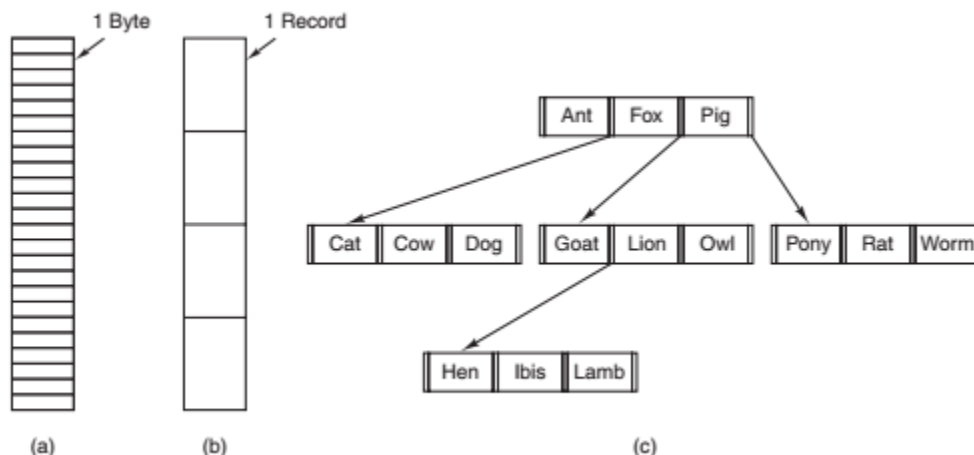 1 Byte 1 Record
Ant Fox Pig
Cat Cow Dog Goat Lion Owl Pony Rat Worm
Hen Ibis Lamb
(a) (b) (c)